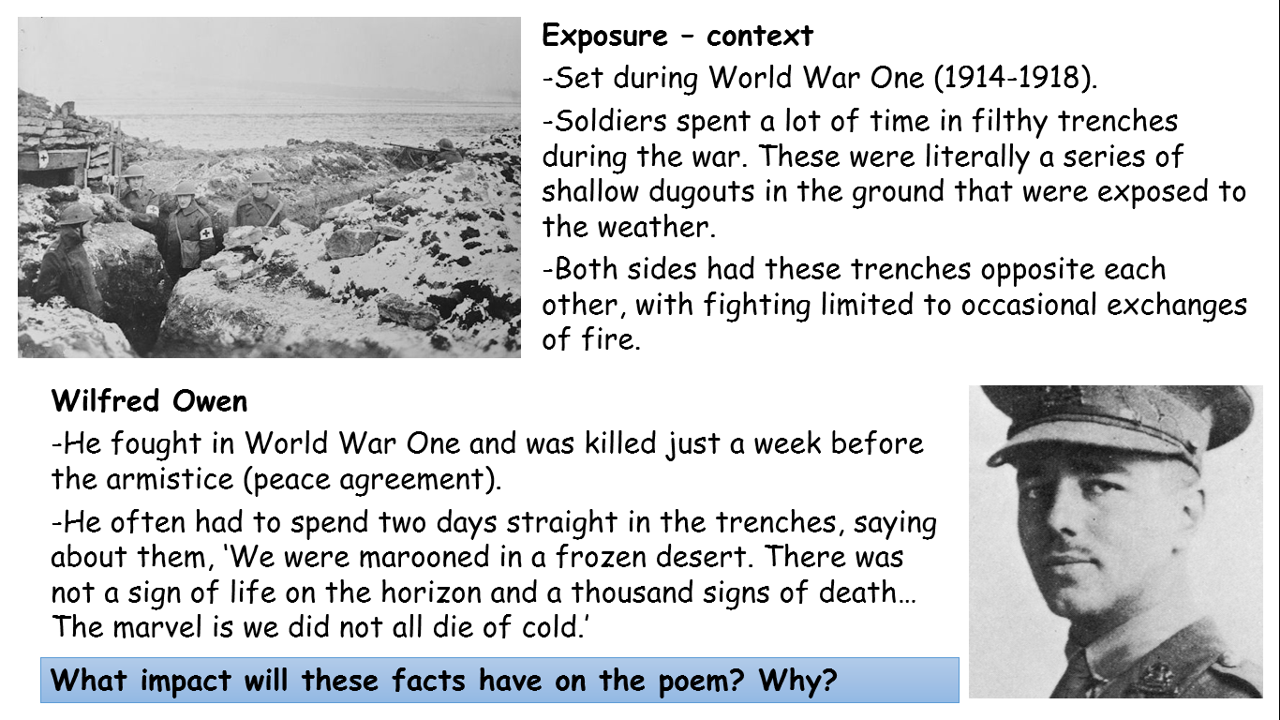 Exposure – context
-Set during World War One (1914-1918).
-Soldiers spent a lot of time in filthy trenches
during the war. These were literally a series of
shallow dugouts in the ground that were exposed to
the weather.
-Both sides had these trenches opposite each
other, with fighting limited to occasional exchanges
of fire.
Wilfred Owen
-He fought in World War One and was killed just a week before
the armistice (peace agreement).
-He often had to spend two days straight in the trenches, saying
about them, ‘We were marooned in a frozen desert. There was
not a sign of life on the horizon and a thousand signs of death…
The marvel is we did not all die of cold.’
What impact will these facts have on the poem? Why?